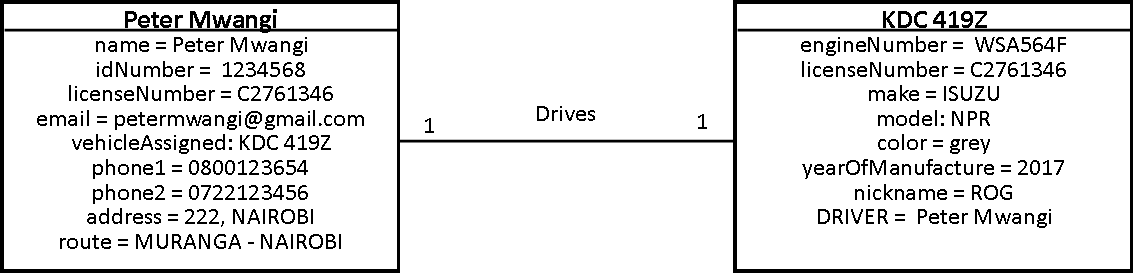 Peter Mwangi
name = Peter Mwangi
idNumber = 1234568
licenseNumber = C2761346
email = petermwangi@gmail.com
vehicleAssigned: KDC 419Z
phone1 = 0800123654
phone2 = 0722123456
address = 222, NAIROBI
route = MURANGA - NAIROBI
1
Drives
1
KDC 419Z
engineNumber = WSA564F
licenseNumber = C2761346
make = ISUZU
model: NPR
color = grey
yearOfManufacture = 2017
nickname = ROG
DRIVER = Peter Mwangi